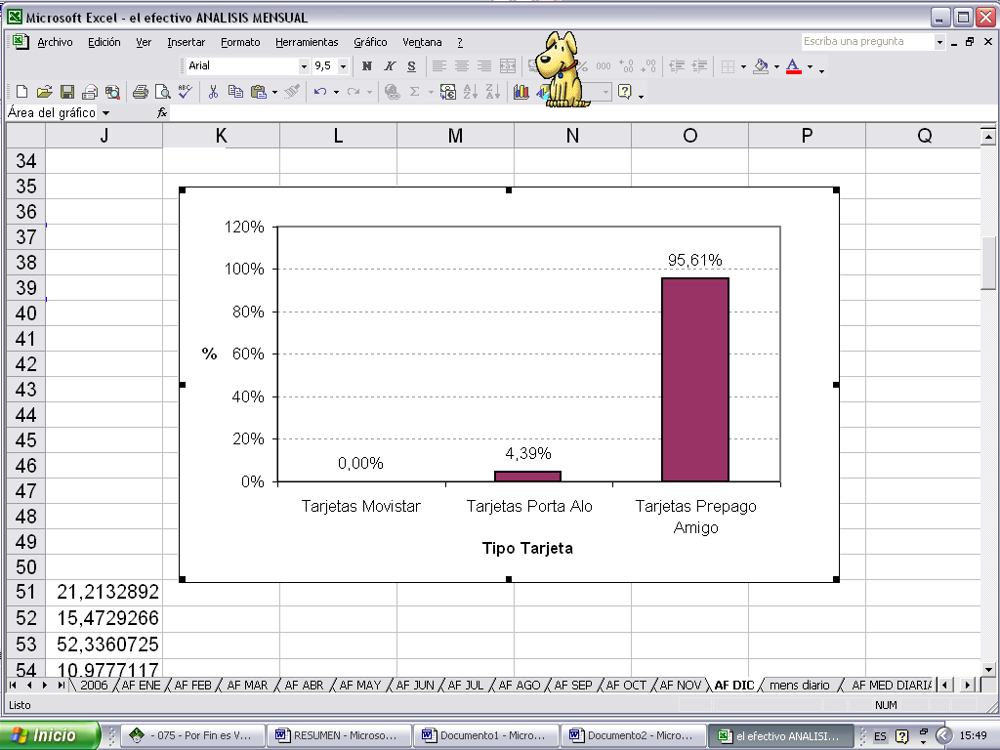 Microsoft Excel - el efectivo ANALISIS MENSUAL
Archivo Edición Ver Insertar Formato Herramientas Gráfico Ventana ? Escriba una pregunta
Arial 9,5 N K S % 000
Área del gráfico fx
J K L M N O P Q
34
35
36
37
38
39
40
41
42
43
44
45
46
47
48
49
50
51 21,2132892
52 15,4729266
53 52,3360725
54 10,9777117
120%
100%
80%
60%
40%
20%
0%
%
0,00%
4,39%
95,61%
Tarjetas Movistar Tarjetas Porta Alo Tarjetas Prepago
Amigo
Tipo Tarjeta
2006 AF ENE AF FEB AF MAR AF ABR AF MAY AF JUN AF JUL AF AGO AF SEP AF OCT AF NOV AF DIC mens diario AF MED DIARIA
Listo NUM
Inicio - 075 - Por Fin es V... RESUMEN - Microso... Documento1 - Micro... Documento2 - Micro... el efectivo ANALISI... ES 15:49